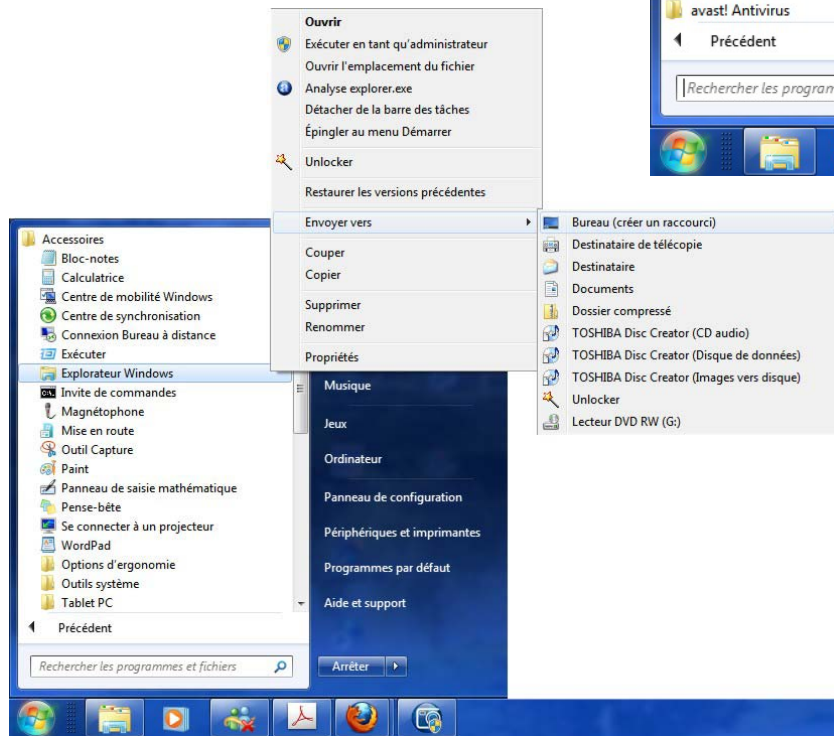 avast! Antivirus
Précédent
Rechercher les program
Ouvrir
Exécuter en tant qu'administrateur
Ouvrir l'emplacement du fichier
Analyse explorer.exe
Détacher de la barre des tâches
Épingler au menu Démarrer
Unlocker
Restaurer les versions précédentes
Envoyer vers
Couper
Copier
Supprimer
Renommer
Propriétés
Bureau (créer un raccourci)
Destinataire de télécopie
Destinataire
Documents
Dossier compressé
TOSHIBA Disc Creator (CD audio)
TOSHIBA Disc Creator (Disque de données)
TOSHIBA Disc Creator (Images vers disque)
Unlocker
Lecteur DVD RW (G:)
Accessoires
Bloc-notes
Calculatrice
Centre de mobilité Windows
Centre de synchronisation
Connexion Bureau à distance
Exécuter
Explorateur Windows
Invite de commandes
Magnétophone
Mise en route
Outil Capture
Paint
Panneau de saisie mathématique
Pense-bête
Se connecter à un projecteur
WordPad
Options d'ergonomie
Outils système
Tablet PC
Précédent
Rechercher les programmes et fichiers
Musique
Jeux
Ordinateur
Panneau de configuration
Périphériques et imprimantes
Programmes par défaut
Aide et support
Arrêter